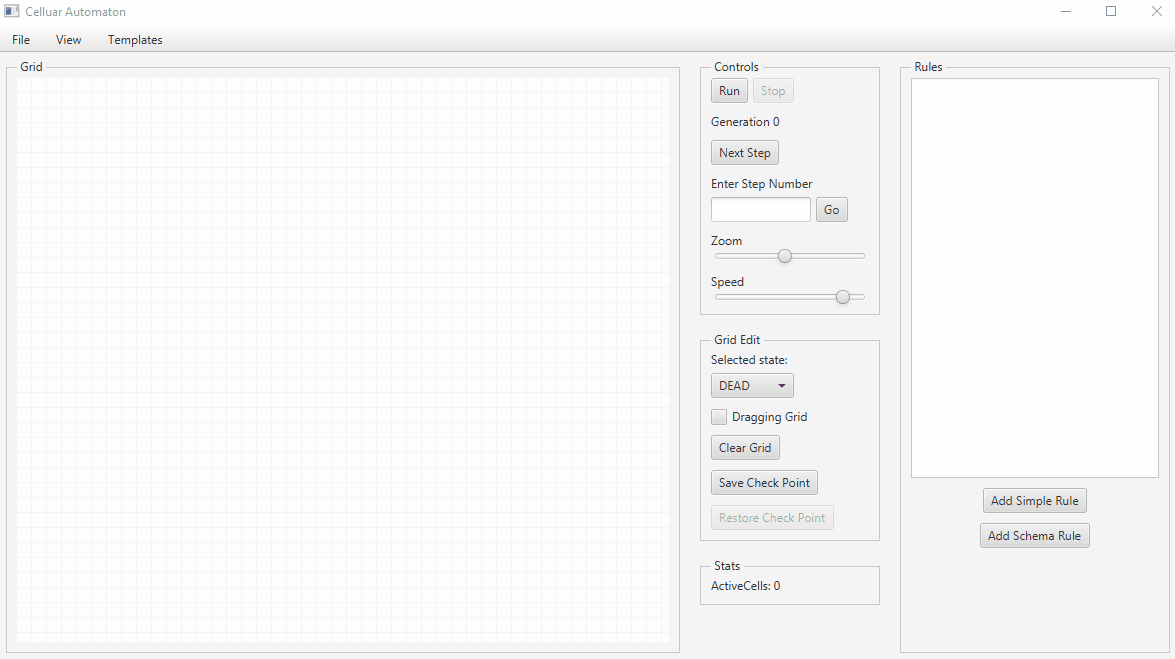 Celluar Automaton
File View Templates
Grid
Controls
Run Stop
Generation 0
Next Step
Enter Step Number
Go
Zoom
Speed
Grid Edit
Selected state:
DEAD
Dragging Grid
Clear Grid
Save Check Point
Restore Check Point
Stats
ActiveCells: 0
Rules
Add Simple Rule
Add Schema Rule